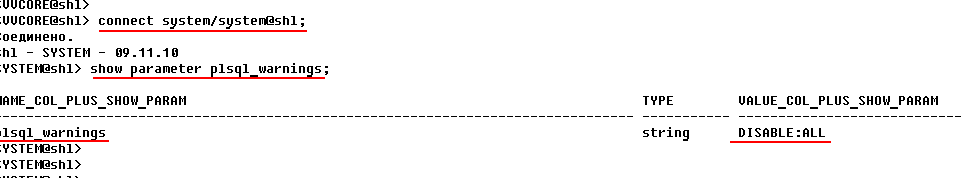 VVCORE@shl>
VVCORE@shl> connect system/system@shl;
Соединено.
shl - SYSTEM - 09.11.10
SYSTEM@shl> show parameter plsql_warnings;
NAME_COL_PLUS_SHOW_PARAM TYPE VALUE_COL_PLUS_SHOW_PARAM
plsql_warnings string DISABLE:ALL
SYSTEM@shl>
SYSTEM@shl>